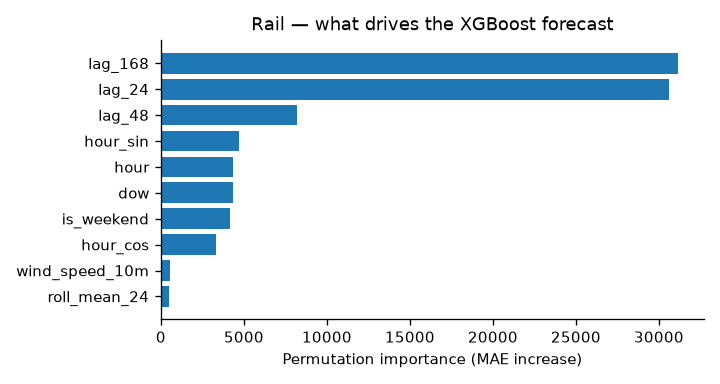 Rail — what drives the XGBoost forecast
lag_168
lag_24
lag_48
hour_sin
hour
dow
is_weekend
hour_cos
wind_speed_10m
roll_mean_24
0 5000 10000 15000 20000 25000 30000
Permutation importance (MAE increase)